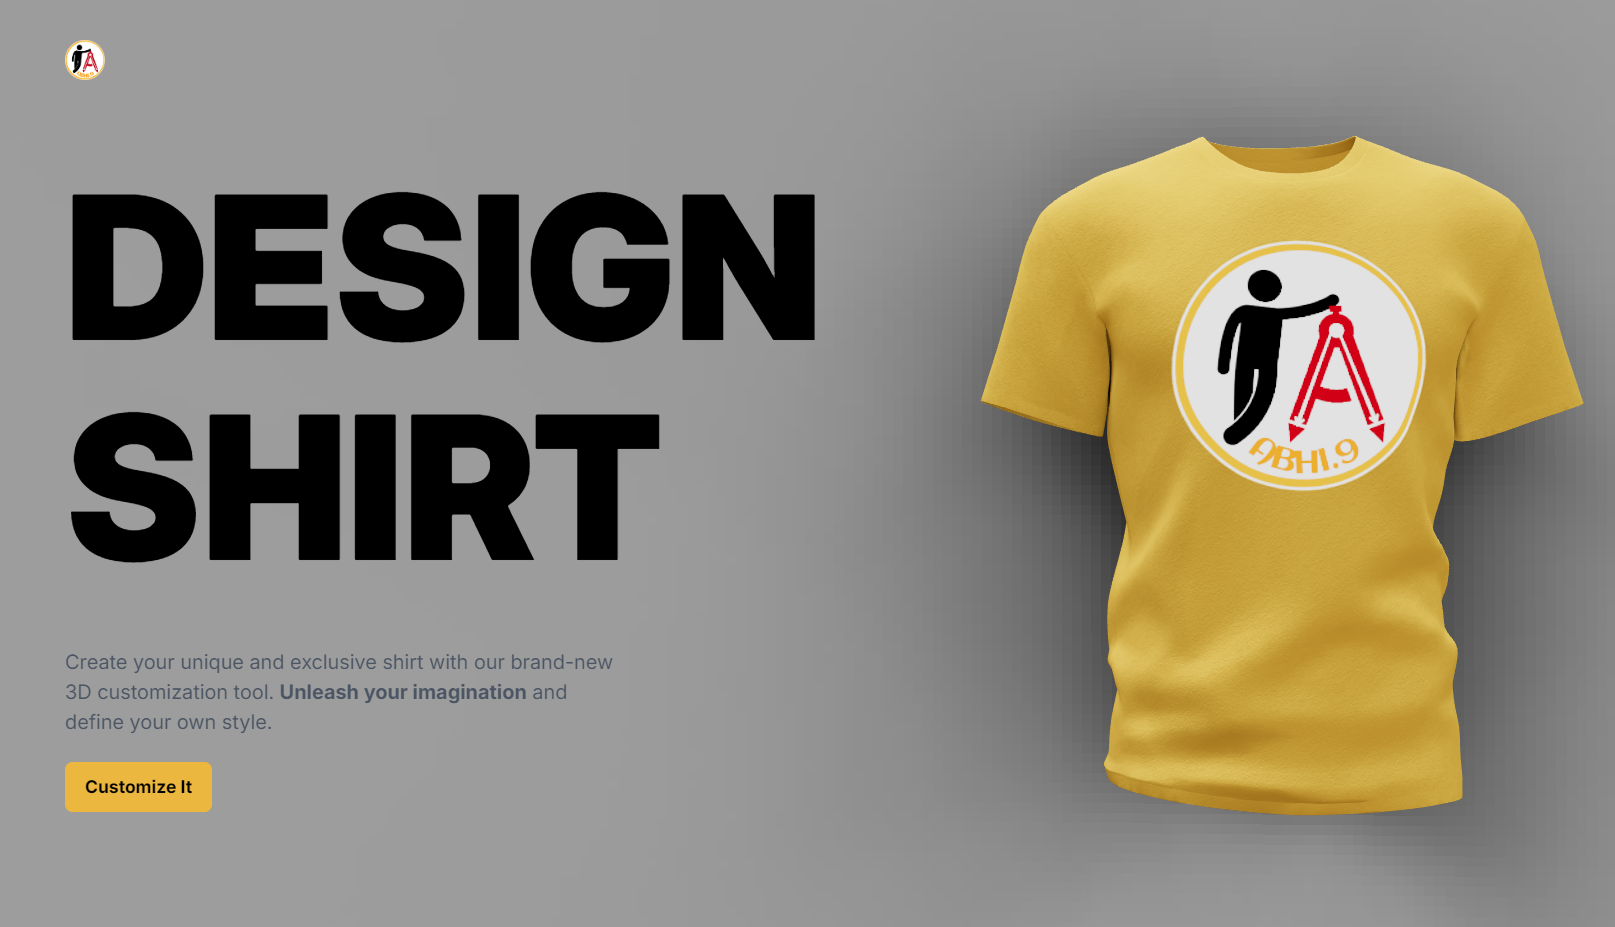 DESIGN
SHIRT
Create your unique and exclusive shirt with our brand-new
3D customization tool. Unleash your imagination and
define your own style.
Customize It
ABHI.9